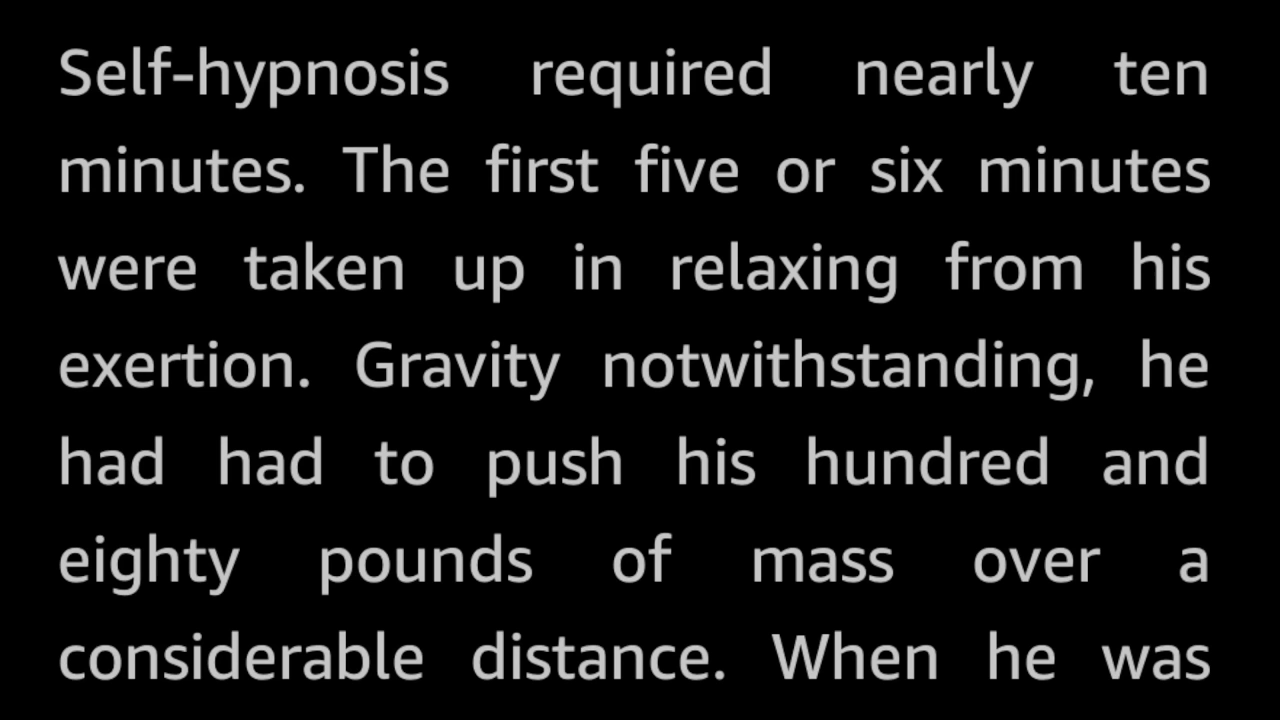 Self-hypnosis required nearly ten
minutes. The first five or six minutes
were taken up in relaxing from his
exertion. Gravity notwithstanding, he
had had to push his hundred and
eighty pounds of mass over a
considerable distance. When he was